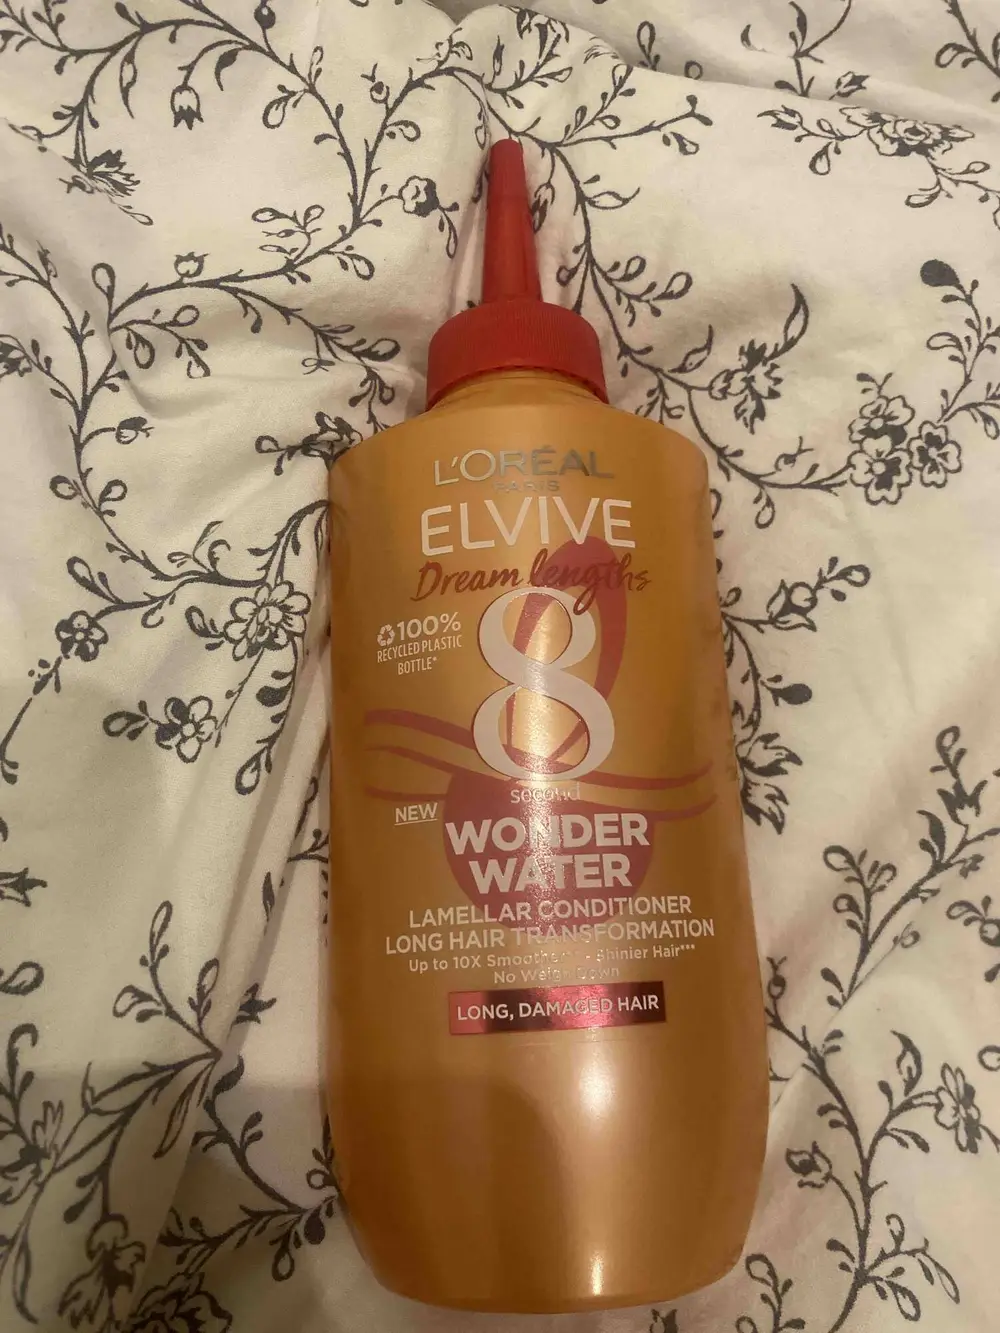 L'ORÉAL
PARIS
ELVIVE
Dream lengths
100%
RECYCLED PLASTIC
BOTTLE*
8
second
NEW
WONDER
WATER
LAMELLAR CONDITIONER
LONG HAIR TRANSFORMATION
Up to 10X Smoother Shinier Hair***
No Weigh Down
LONG, DAMAGED HAIR